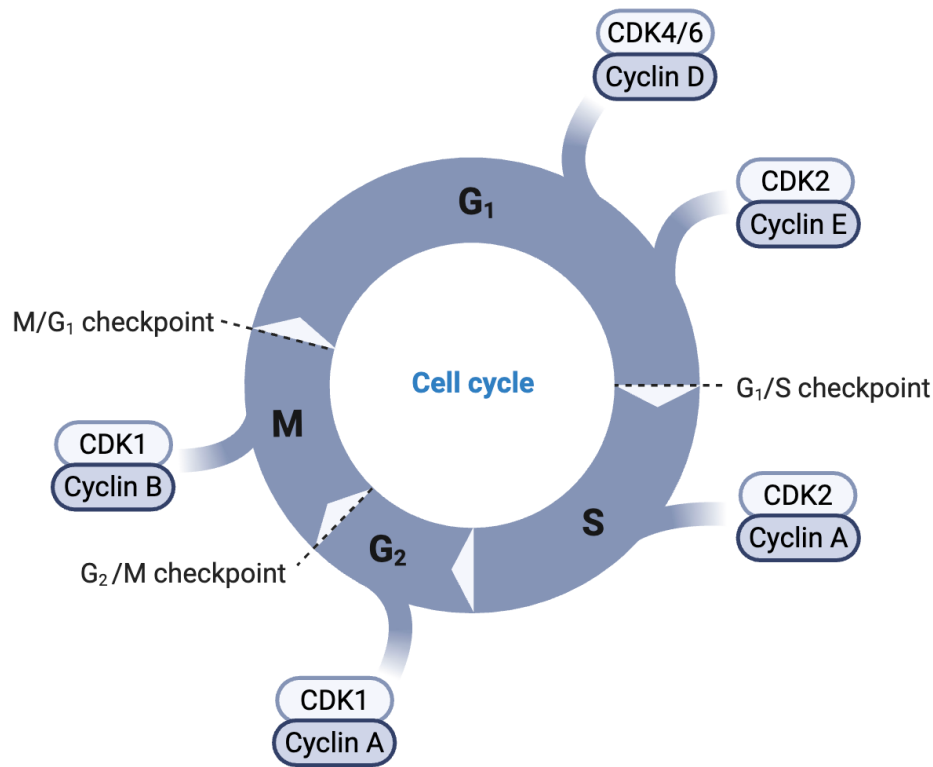 CDK4/6
Cyclin D
CDK2
Cyclin E
G₁
M/G₁ checkpoint
Cell cycle
G₁/S checkpoint
M
CDK1
Cyclin B
CDK2
Cyclin A
S
G₂
G₂/M checkpoint
CDK1
Cyclin A